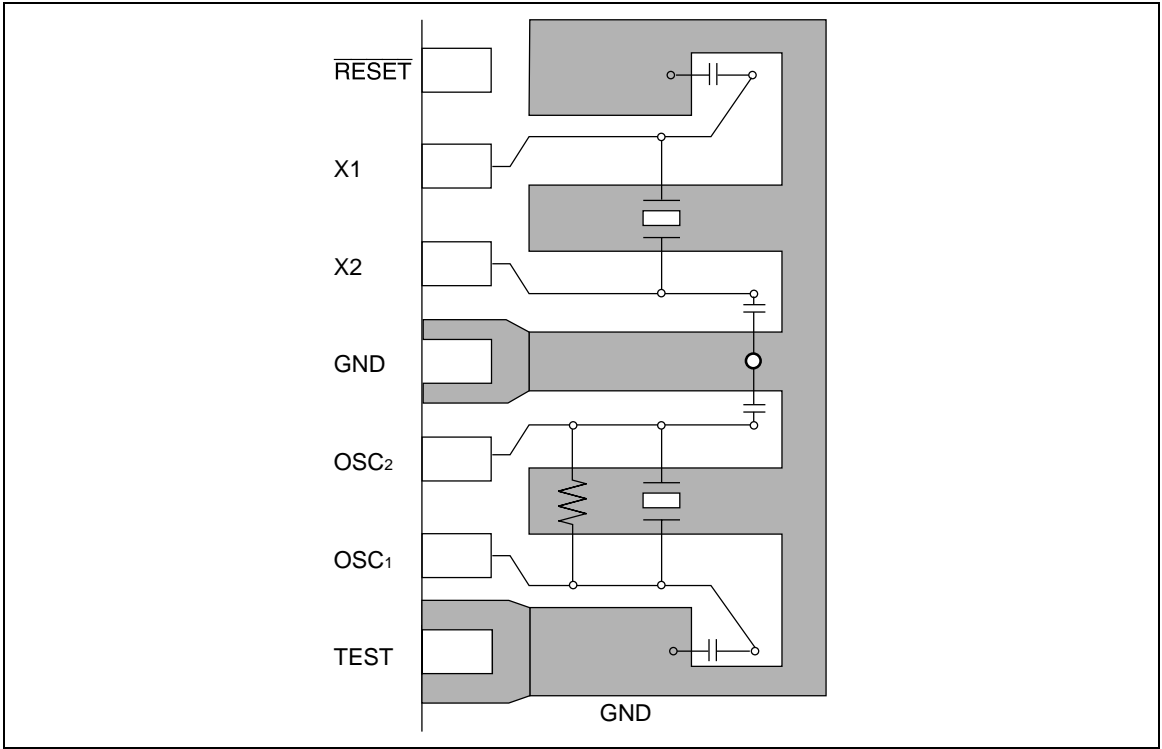 RESET
X1
X2
GND
OSC2
OSC1
TEST
GND